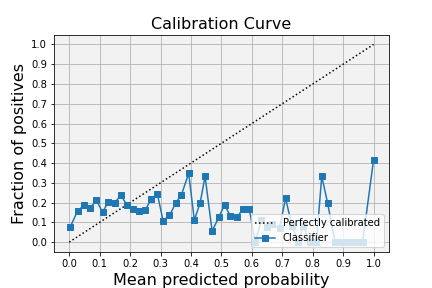 Calibration Curve
Fraction of positives
1.0
0.9
0.8
0.7
0.6
0.5
0.4
0.3
0.2
0.1
0.0
Perfectly calibrated
Classifier
0.0 0.1 0.2 0.3 0.4 0.5 0.6 0.7 0.8 0.9 1.0
Mean predicted probability